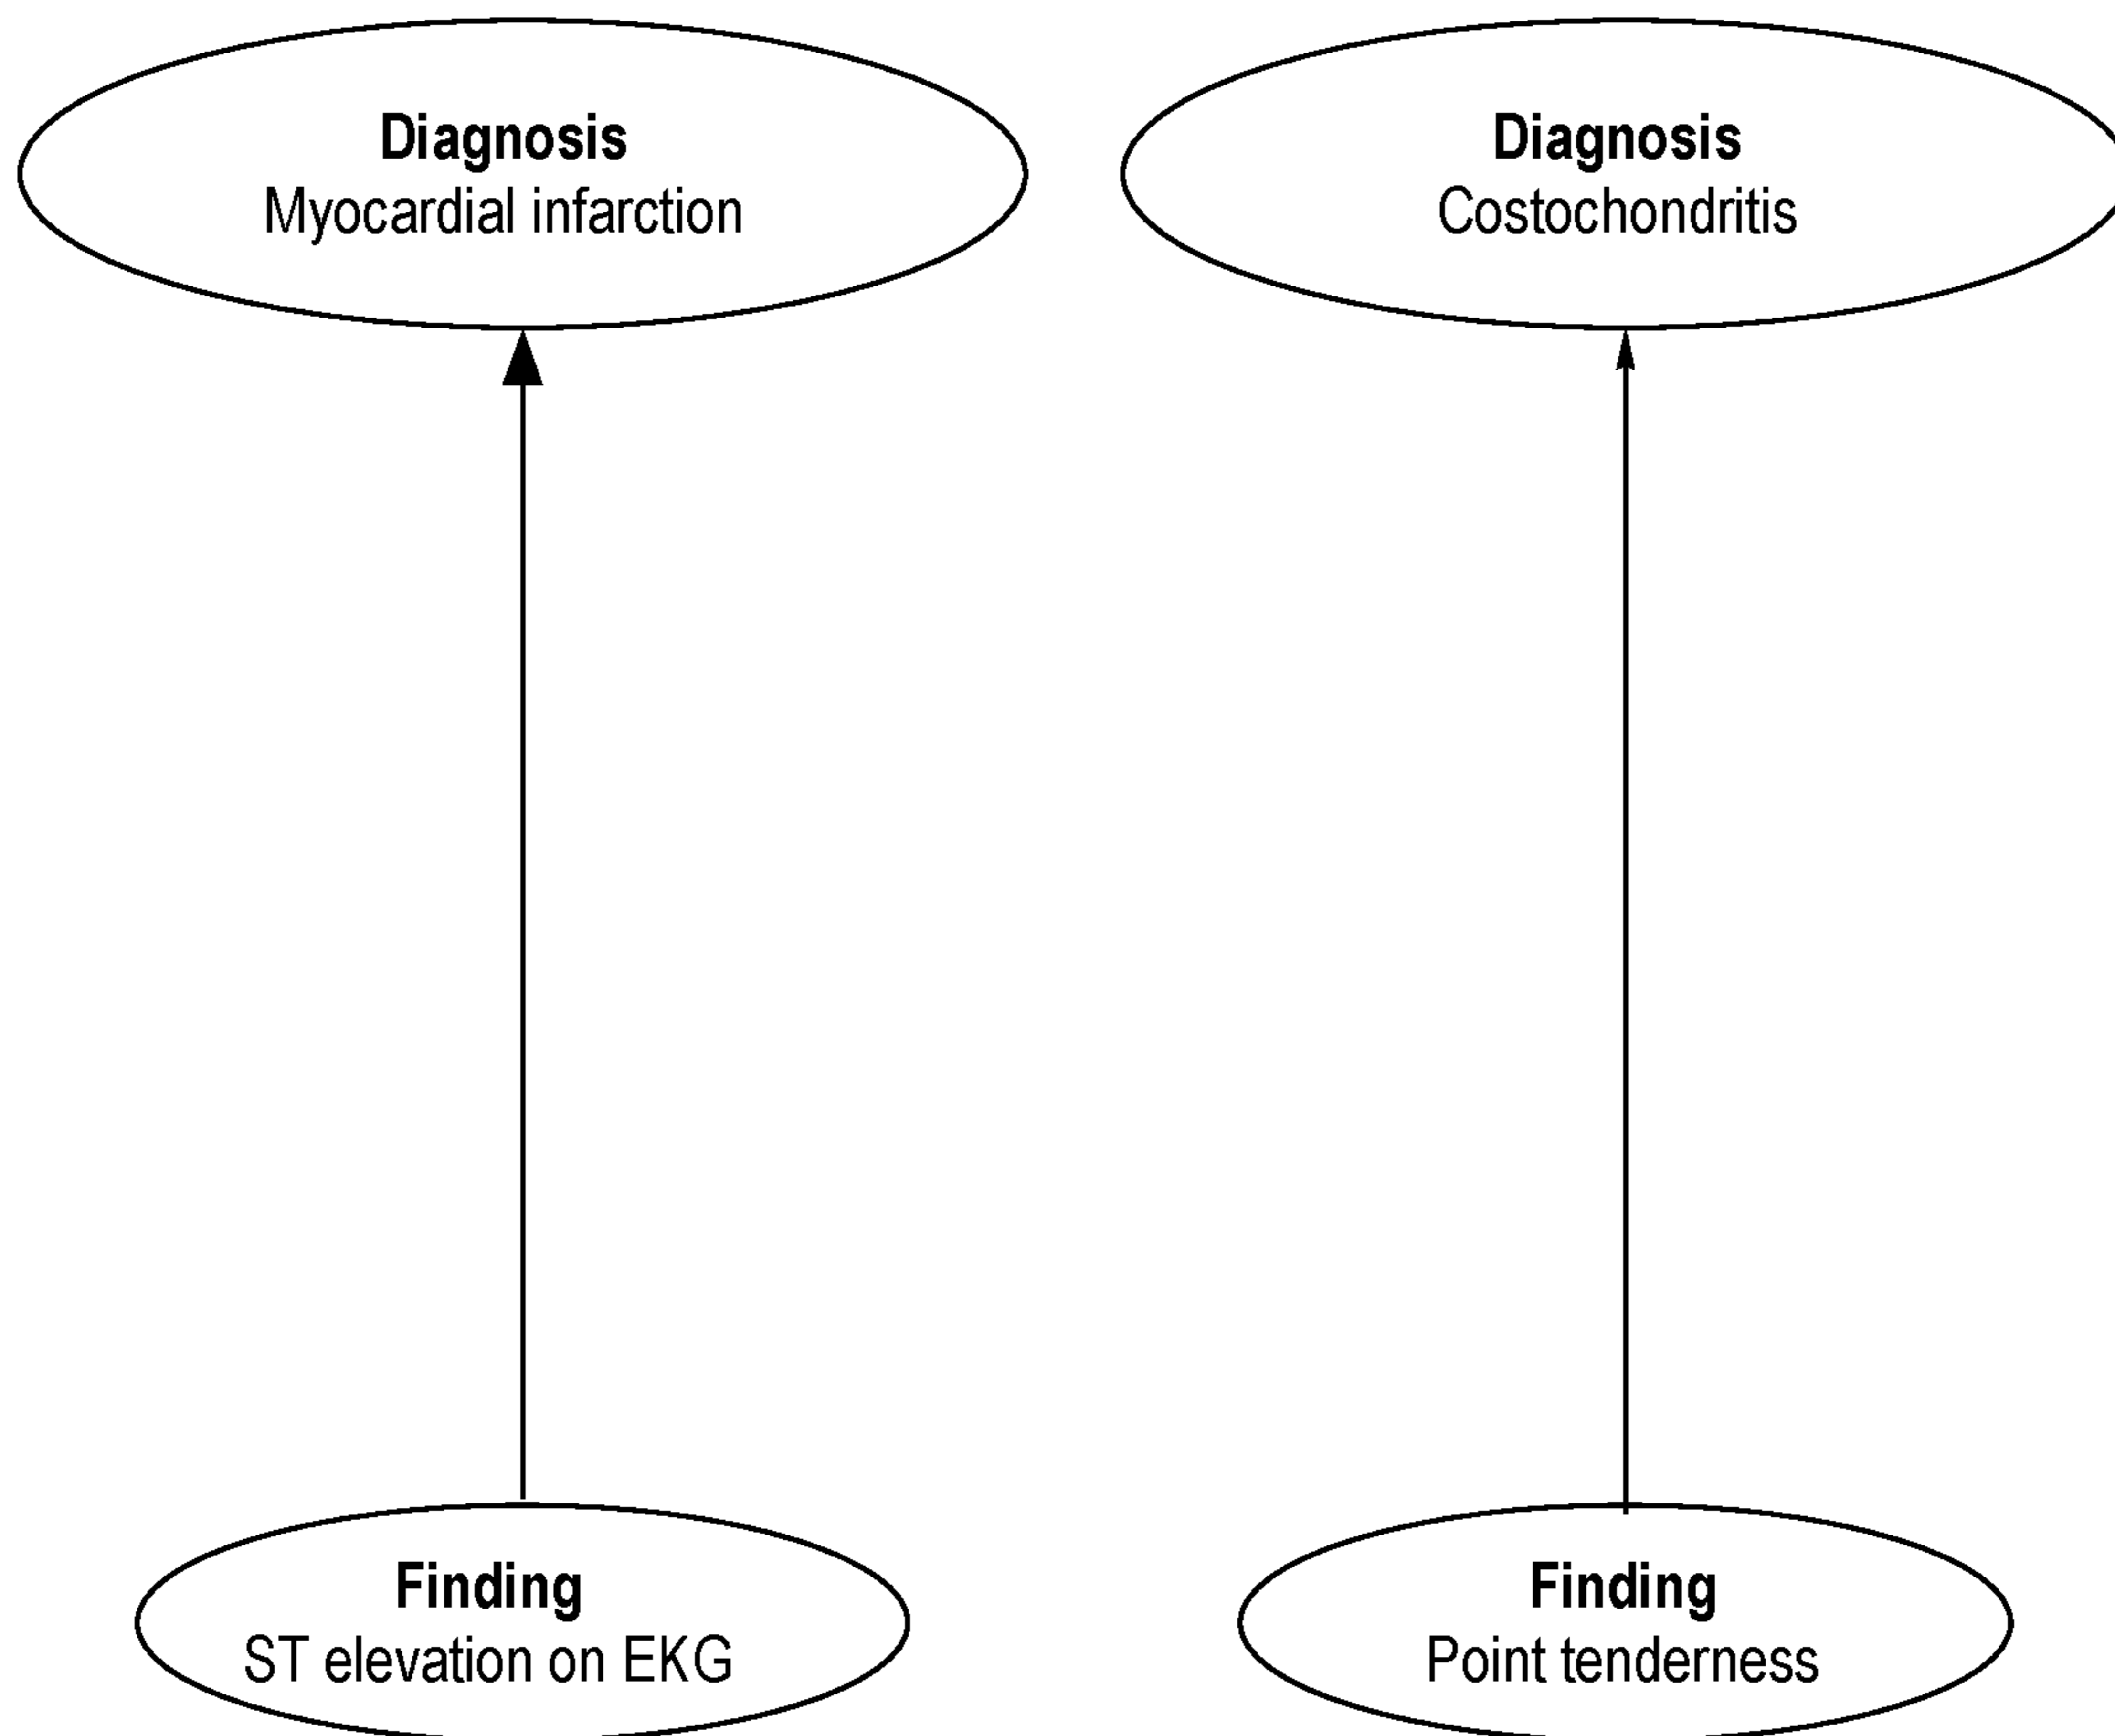 Diagnosis
Myocardial infarction
Diagnosis
Costochondritis
Finding
ST elevation on EKG
Finding
Point tenderness